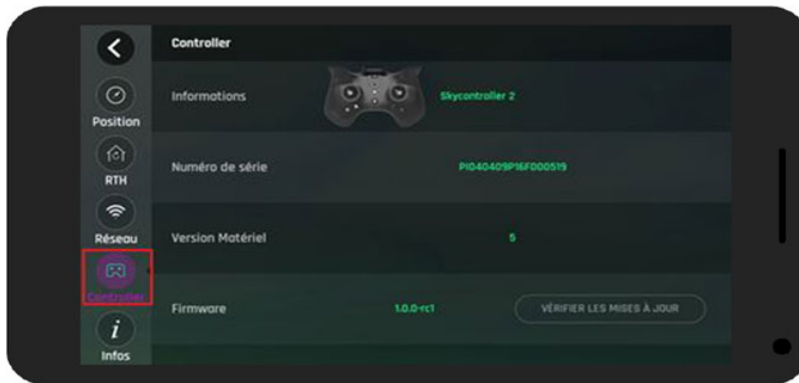 Controller
Informations
Skycontroller 2
Position
RTH
Numéro de série
PI040409P16FD00519
Réseau
Version Matériel
5
Controller
Firmware
1.0.0-rc1
VÉRIFIER LES MISES À JOUR
Infos